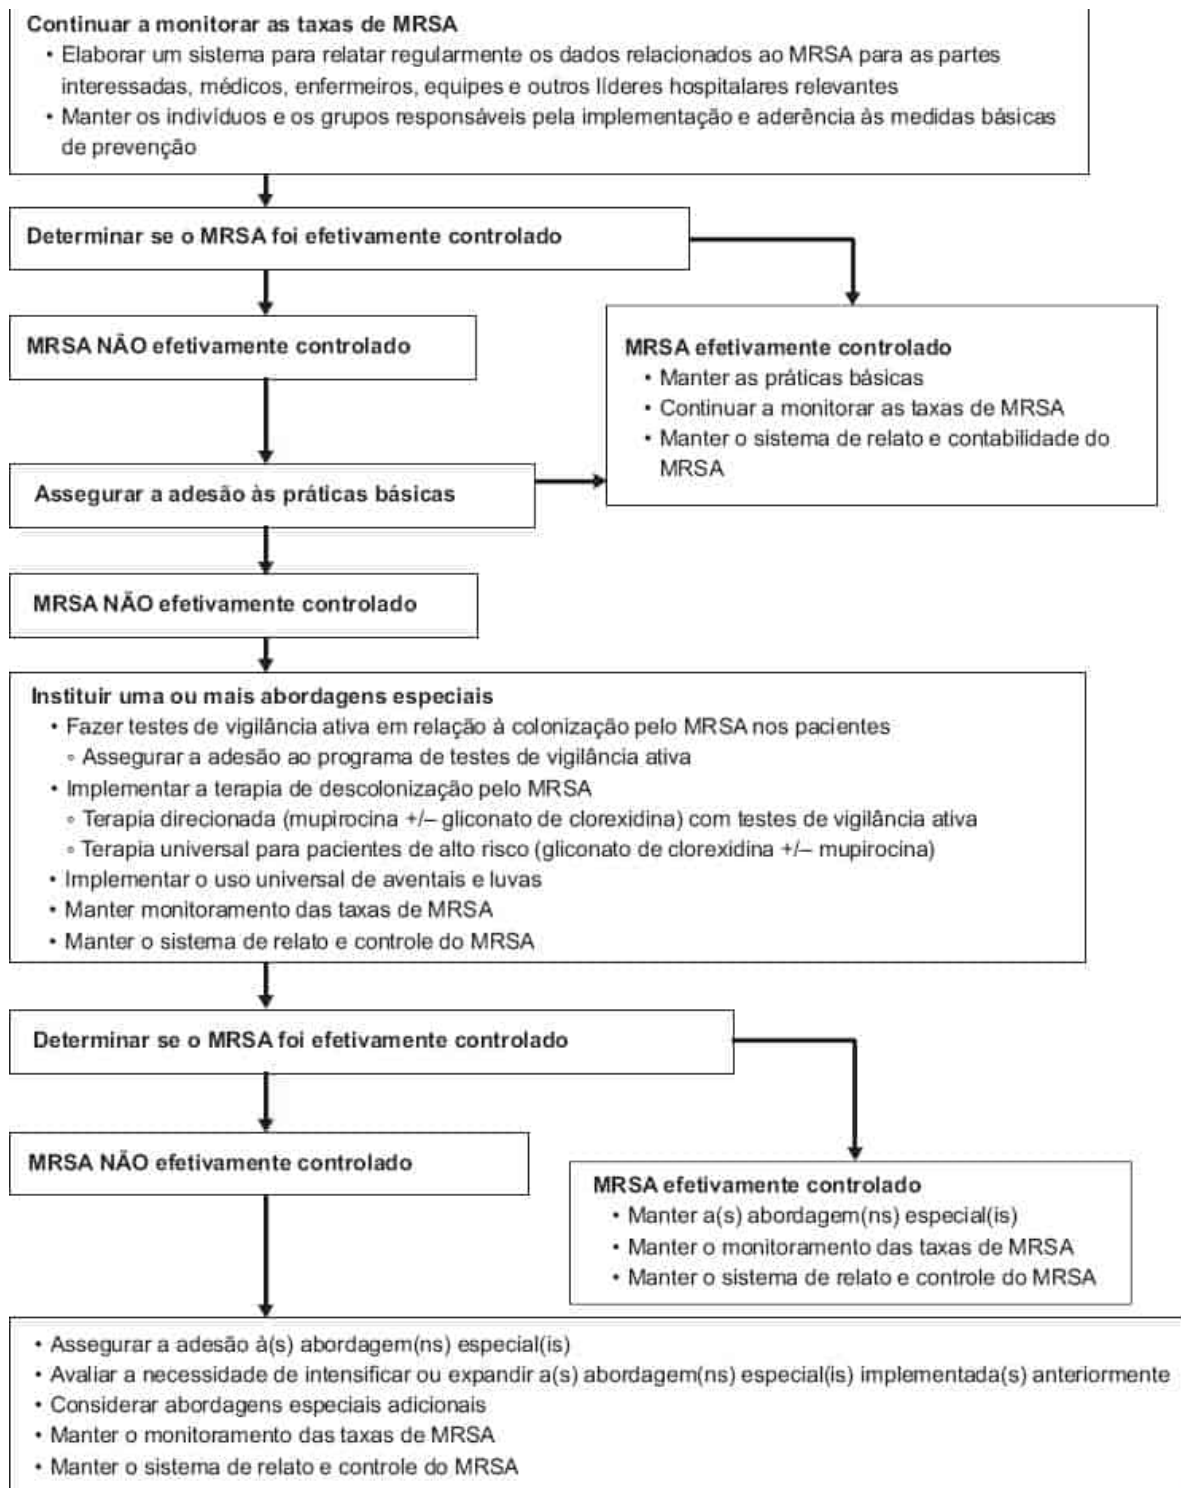 Continuar a monitorar as taxas de MRSA
• Elaborar um sistema para relatar regularmente os dados relacionados ao MRSA para as partes
interessadas, médicos, enfermeiros, equipes e outros líderes hospitalares relevantes
• Manter os indivíduos e os grupos responsáveis pela implementação e aderência às medidas básicas
de prevenção
Determinar se o MRSA foi efetivamente controlado
MRSA NÃO efetivamente controlado
MRSA efetivamente controlado
• Manter as práticas básicas
• Continuar a monitorar as taxas de MRSA
• Manter o sistema de relato e contabilidade do
MRSA
Assegurar a adesão às práticas básicas
MRSA NÃO efetivamente controlado
Instituir uma ou mais abordagens especiais
• Fazer testes de vigilância ativa em relação à colonização pelo MRSA nos pacientes
◦ Assegurar a adesão ao programa de testes de vigilância ativa
• Implementar a terapia de descolonização pelo MRSA
◦ Terapia direcionada (mupirocina +/– gliconato de clorexidina) com testes de vigilância ativa
◦ Terapia universal para pacientes de alto risco (gliconato de clorexidina +/– mupirocina)
• Implementar o uso universal de aventais e luvas
• Manter monitoramento das taxas de MRSA
• Manter o sistema de relato e controle do MRSA
Determinar se o MRSA foi efetivamente controlado
MRSA NÃO efetivamente controlado
MRSA efetivamente controlado
• Manter a(s) abordagem(ns) especial(is)
• Manter o monitoramento das taxas de MRSA
• Manter o sistema de relato e controle do MRSA
• Assegurar a adesão à(s) abordagem(ns) especial(is)
• Avaliar a necessidade de intensificar ou expandir a(s) abordagem(ns) especial(is) implementada(s) anteriormente
• Considerar abordagens especiais adicionais
• Manter o monitoramento das taxas de MRSA
• Manter o sistema de relato e controle do MRSA